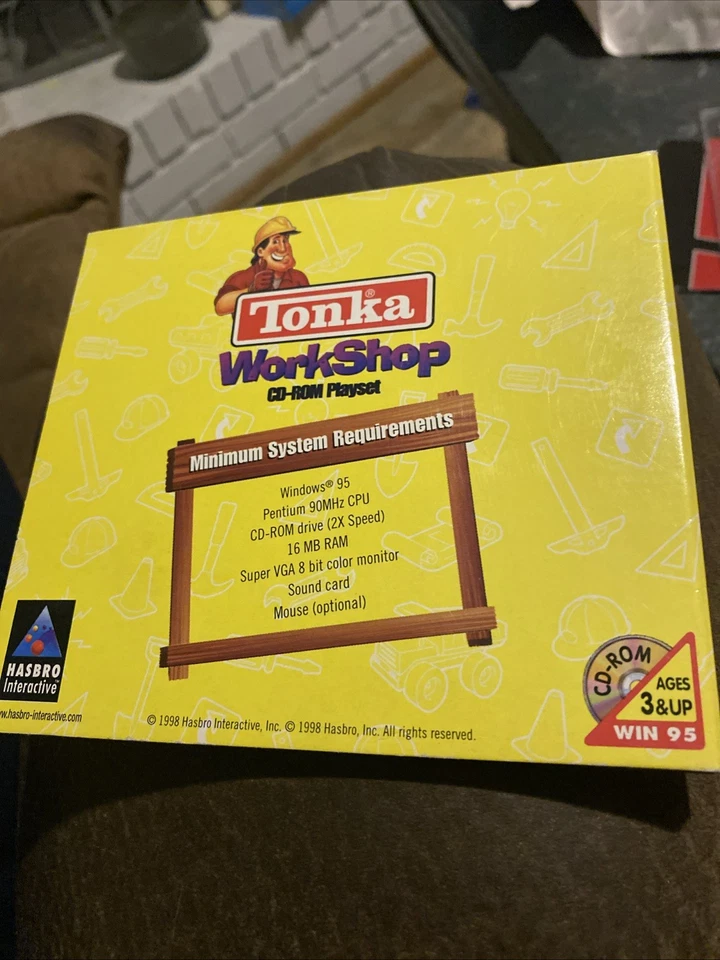 Tonka®
WorkShop
CD-ROM Playset
Minimum System Requirements
Windows® 95
Pentium 90MHz CPU
CD-ROM drive (2X Speed)
16 MB RAM
Super VGA 8 bit color monitor
Sound card
Mouse (optional)
HASBRO
Interactive
w.hasbro-interactive.com
© 1998 Hasbro Interactive, Inc. © 1998 Hasbro, Inc. All rights reserved.
CD-ROM
AGES
3 & UP
WIN 95